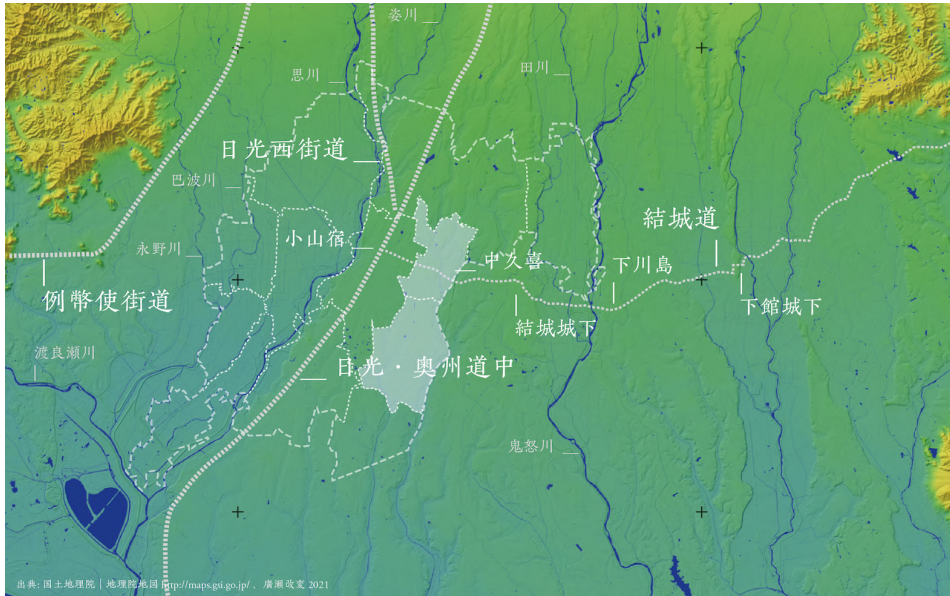 姿川
思川
田川
日光西街道
巴波川
結城道
小山宿
永野川
中久喜
下川島
例幣使街道
下館城下
結城城下
渡良瀬川
日光・奥州道中
鬼怒川
出典: 国土地理院｜地理院地図 http://maps.gsi.go.jp/ 、廣瀬改変 2021